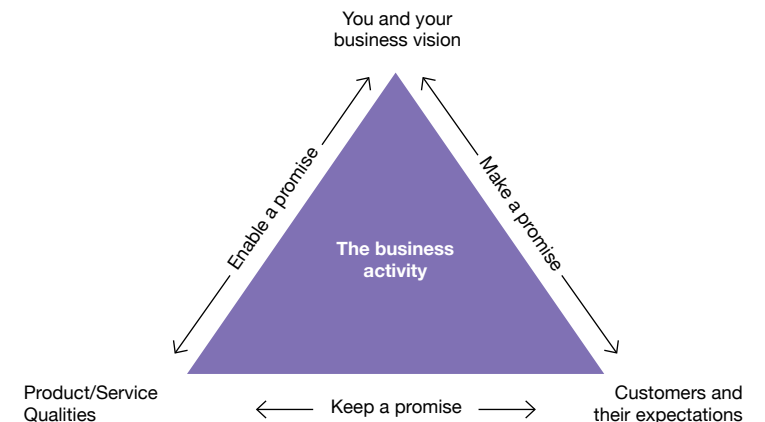 You and your
business vision
Enable a promise
Make a promise
The business
activity
Product/Service
Qualities
Keep a promise
Customers and
their expectations